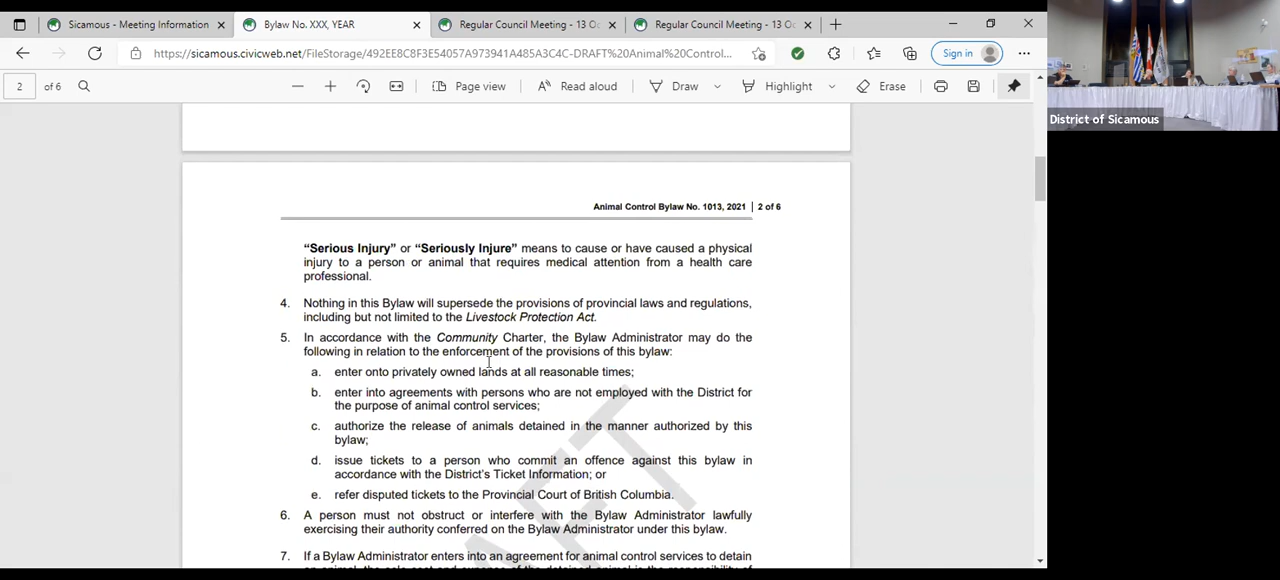 Sicamous - Meeting Information
Bylaw No. XXX, YEAR
Regular Council Meeting - 13 Oc
Regular Council Meeting - 13 Oc
https://sicamous.civicweb.net/FileStorage/492EE8C8F3E54057A973941A485A3C4C-DRAFT%20Animal%20Control...
Sign in
2 of 6
Page view
Read aloud
Draw
Highlight
Erase
District of Sicamous
Animal Control Bylaw No. 1013, 2021 | 2 of 6
“Serious Injury” or “Seriously Injure” means to cause or have caused a physical
injury to a person or animal that requires medical attention from a health care
professional.
4. Nothing in this Bylaw will supersede the provisions of provincial laws and regulations,
including but not limited to the Livestock Protection Act.
5. In accordance with the Community Charter, the Bylaw Administrator may do the
following in relation to the enforcement of the provisions of this bylaw:
a. enter onto privately owned lands at all reasonable times;
b. enter into agreements with persons who are not employed with the District for
the purpose of animal control services;
c. authorize the release of animals detained in the manner authorized by this
bylaw;
d. issue tickets to a person who commit an offence against this bylaw in
accordance with the District's Ticket Information; or
e. refer disputed tickets to the Provincial Court of British Columbia.
6. A person must not obstruct or interfere with the Bylaw Administrator lawfully
exercising their authority conferred on the Bylaw Administrator under this bylaw.
7. If a Bylaw Administrator enters into an agreement for animal control services to detain